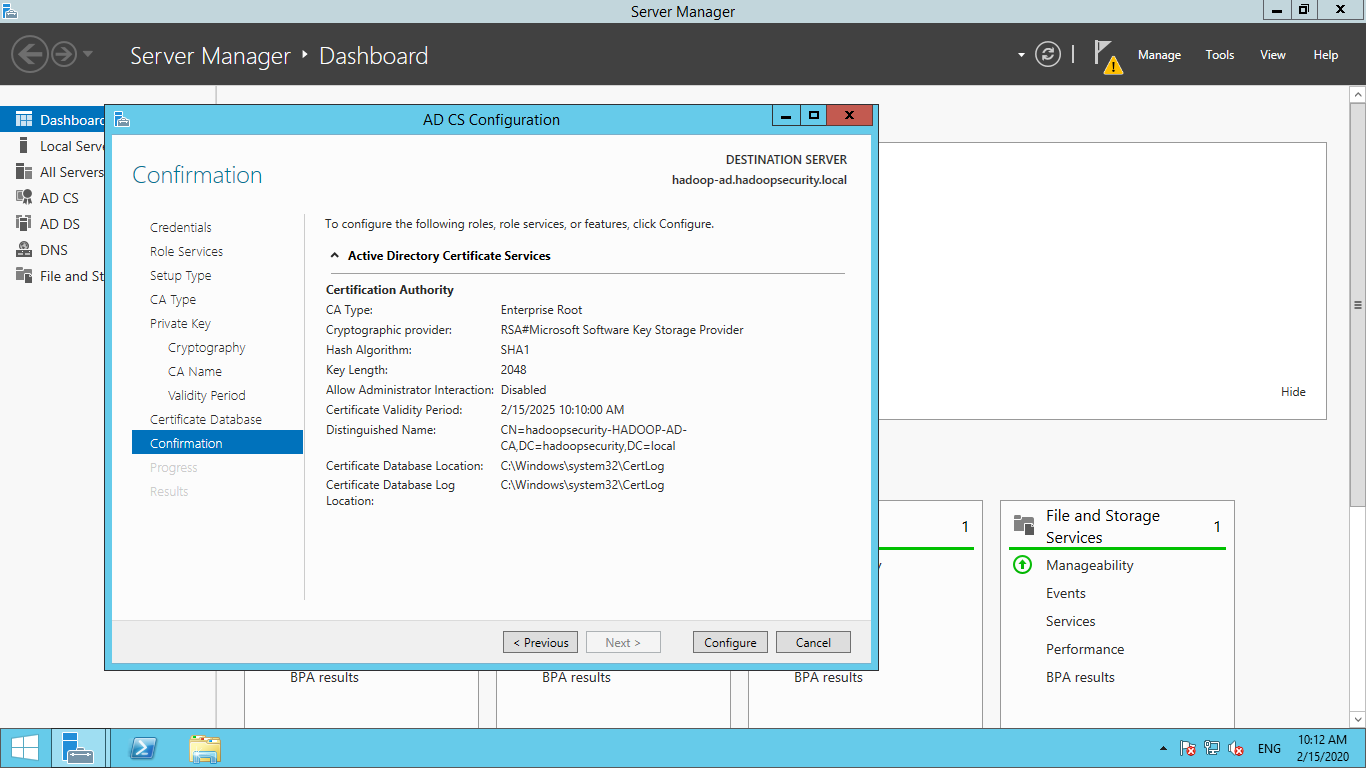 Server Manager
Server Manager
Dashboard
Manage
Tools
View
Help
Dashboard
Local Serve
All Servers
AD CS
AD DS
DNS
File and St
AD CS Configuration
Confirmation
DESTINATION SERVER
hadoop-ad.hadoopsecurity.local
Credentials
Role Services
Setup Type
CA Type
Private Key
Cryptography
CA Name
Validity Period
Certificate Database
Confirmation
Progress
Results
To configure the following roles, role services, or features, click Configure.
Active Directory Certificate Services
Certification Authority
CA Type: Enterprise Root
Cryptographic provider: RSA#Microsoft Software Key Storage Provider
Hash Algorithm: SHA1
Key Length: 2048
Allow Administrator Interaction: Disabled
Certificate Validity Period: 2/15/2025 10:10:00 AM
Distinguished Name: CN=hadoopsecurity-HADOOP-AD-
CA,DC=hadoopsecurity,DC=local
Certificate Database Location: C:\Windows\system32\CertLog
Certificate Database Log C:\Windows\system32\CertLog
Location:
< Previous
Next >
Configure
Cancel
Hide
1
File and Storage
Services
1
Manageability
Events
Services
Performance
BPA results
BPA results
BPA results
BPA results
ENG
10:12 AM
2/15/2020